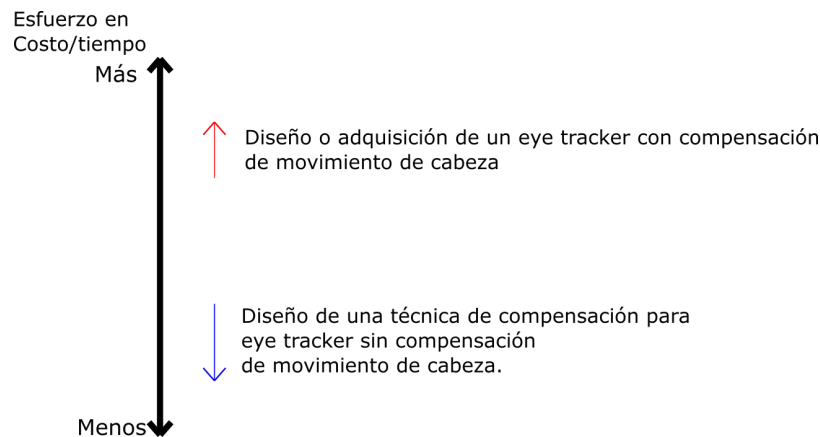 Esfuerzo en
Costo/tiempo
Más
Diseño o adquisición de un eye tracker con compensación
de movimiento de cabeza
Diseño de una técnica de compensación para
eye tracker sin compensación
de movimiento de cabeza.
Menos